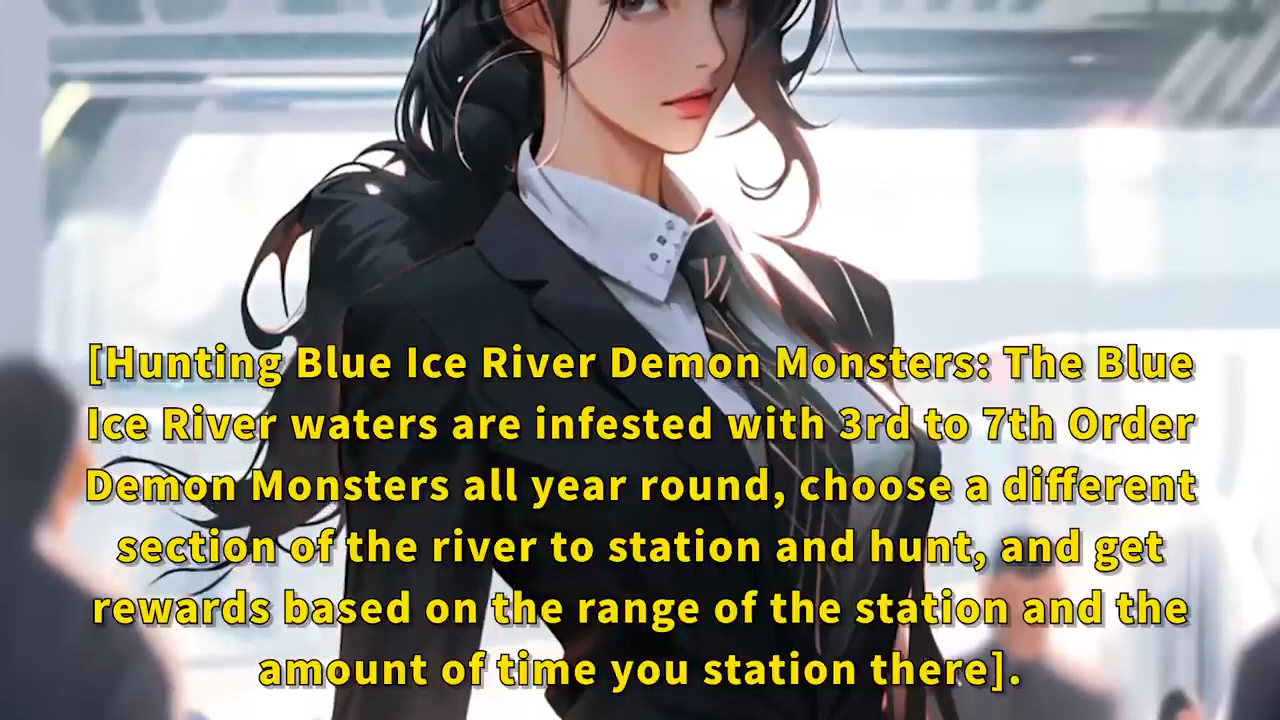 [Hunting Blue Ice River Demon Monsters: The Blue
Ice River waters are infested with 3rd to 7th Order
Demon Monsters all year round, choose a different
section of the river to station and hunt, and get
rewards based on the range of the station and the
amount of time you station there].